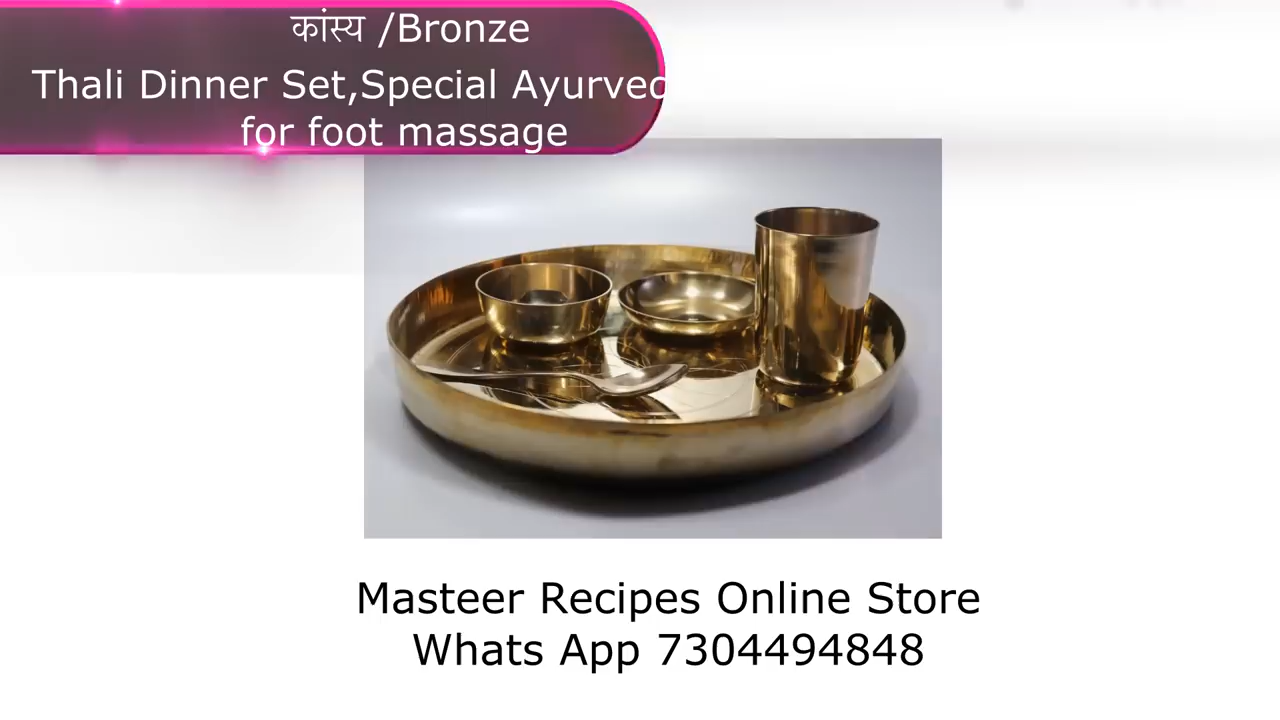 कांस्य /Bronze
Thali Dinner Set,Special Ayurved
for foot massage
Masteer Recipes Online Store
Whats App 7304494848